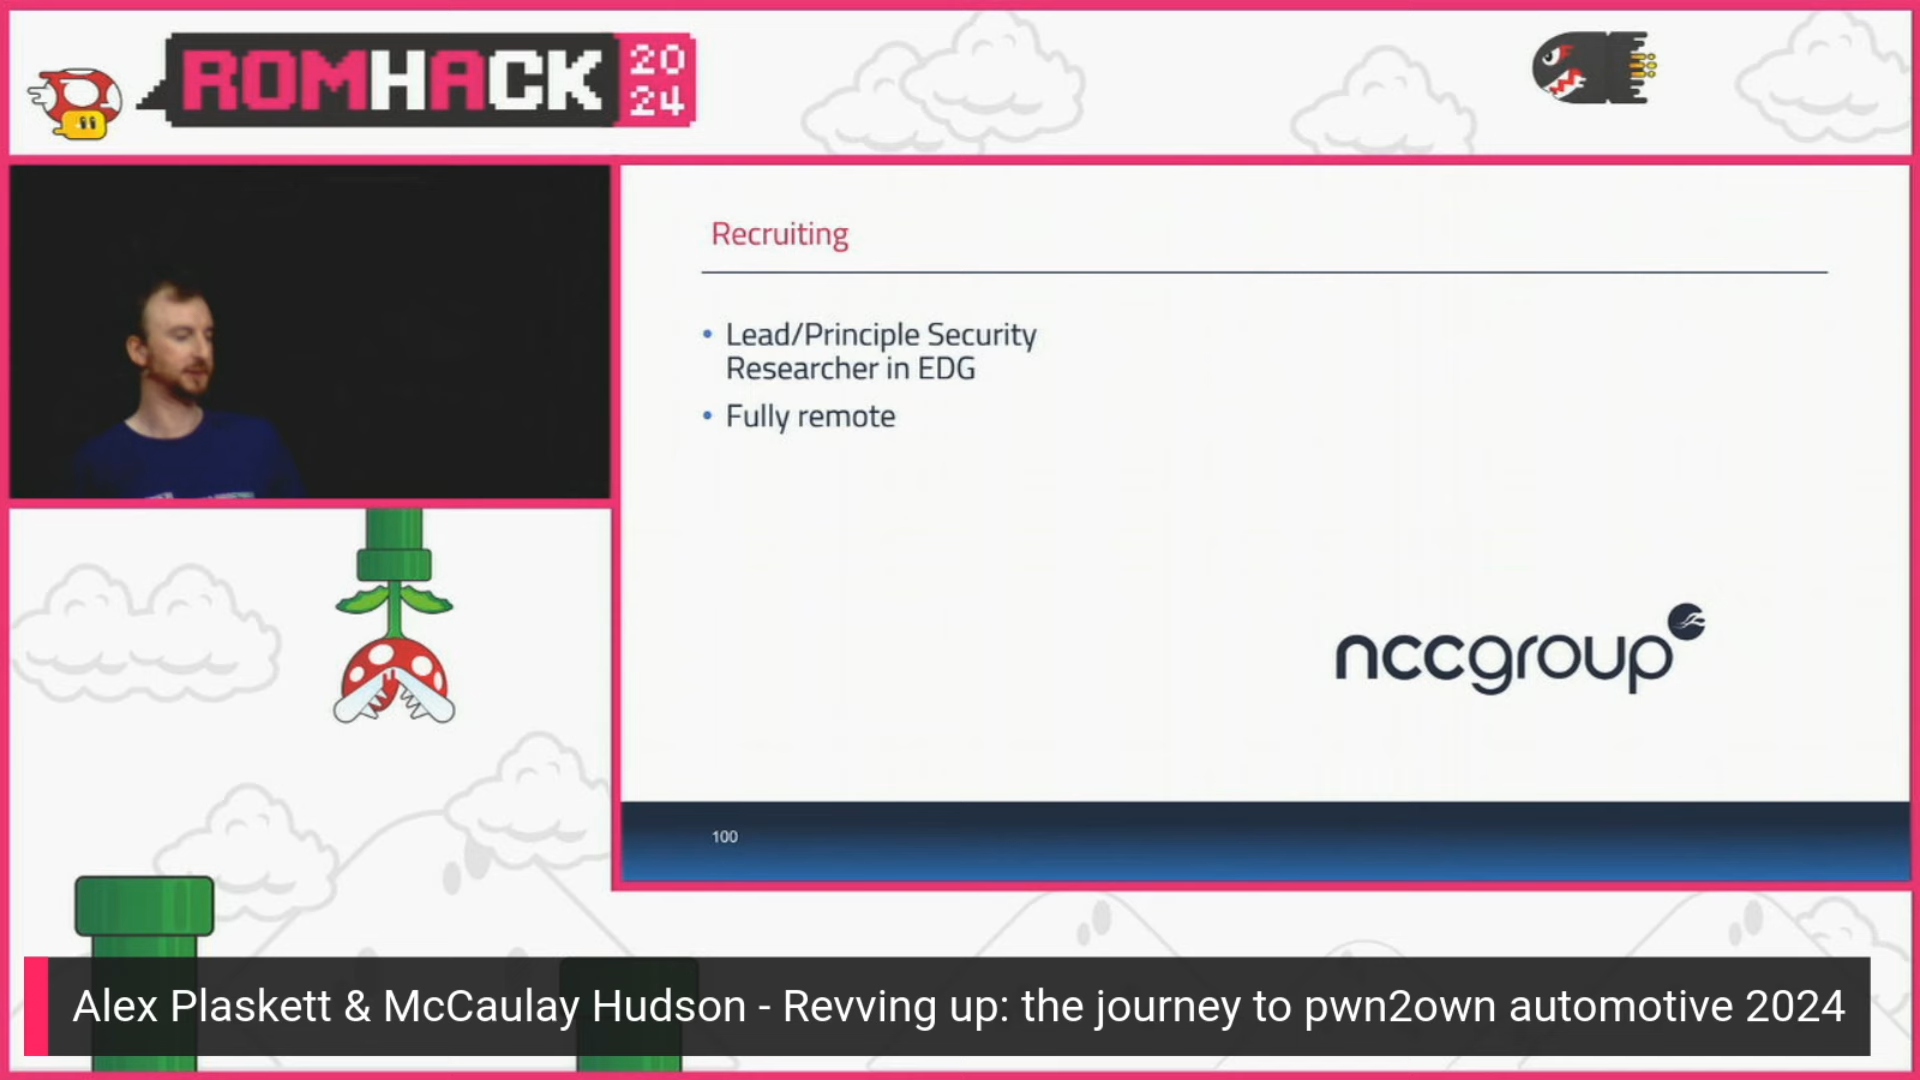 ROMHACK
20
24
Recruiting
• Lead/Principle Security
Researcher in EDG
• Fully remote
nccgroup
100
Alex Plaskett & McCaulay Hudson - Revving up: the journey to pwn2own automotive 2024